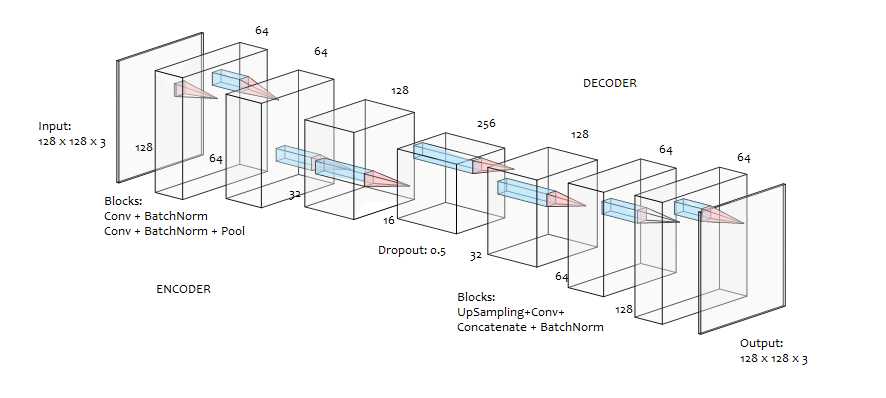 64
64
DECODER
128
256
Input:
128 x 128 x 3
128
64
128
64
64
32
Blocks:
Conv + BatchNorm
Conv + BatchNorm + Pool
16
Dropout: 0.5
32
64
128
ENCODER
Blocks:
UpSampling+Conv+
Concatenate + BatchNorm
Output:
128 x 128 x 3